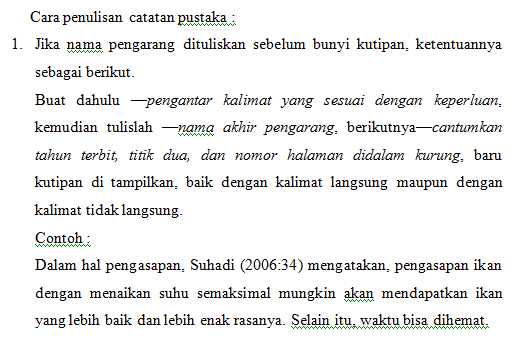 Cara penulisan catatan pustaka :
1. Jika nama pengarang dituliskan sebelum bunyi kutipan, ketentuannya
sebagai berikut.
Buat dahulu —pengantar kalimat yang sesuai dengan keperluan,
kemudian tulislah —nama akhir pengarang, berikutnya—cantumkan
tahun terbit, titik dua, dan nomor halaman didalam kurung, baru
kutipan di tampilkan, baik dengan kalimat langsung maupun dengan
kalimat tidak langsung.
Contoh :
Dalam hal pengasapan, Suhadi (2006:34) mengatakan, pengasapan ikan
dengan menaikan suhu semaksimal mungkin akan mendapatkan ikan
yang lebih baik dan lebih enak rasanya. Selain itu, waktu bisa dihemat.